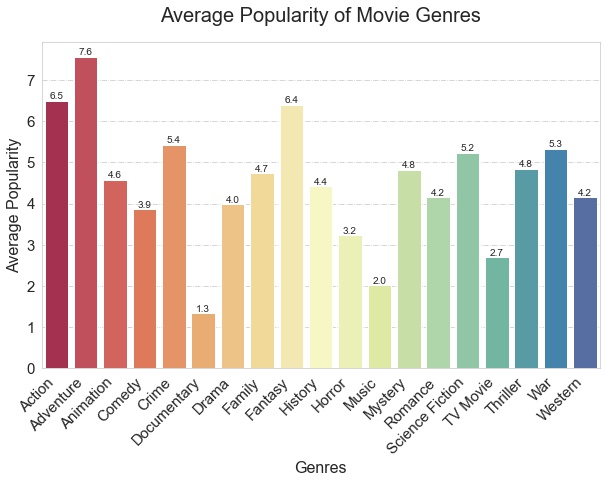 Average Popularity of Movie Genres
Average Popularity
7
6
5
4
3
2
1
0
6.5
7.6
4.6
3.9
5.4
1.3
4.0
4.7
6.4
4.4
3.2
2.0
4.8
4.2
5.2
2.7
4.8
5.3
4.2
Action
Adventure
Animation
Comedy
Crime
Documentary
Drama
Family
Fantasy
History
Horror
Music
Mystery
Romance
Science Fiction
TV Movie
Thriller
War
Western
Genres